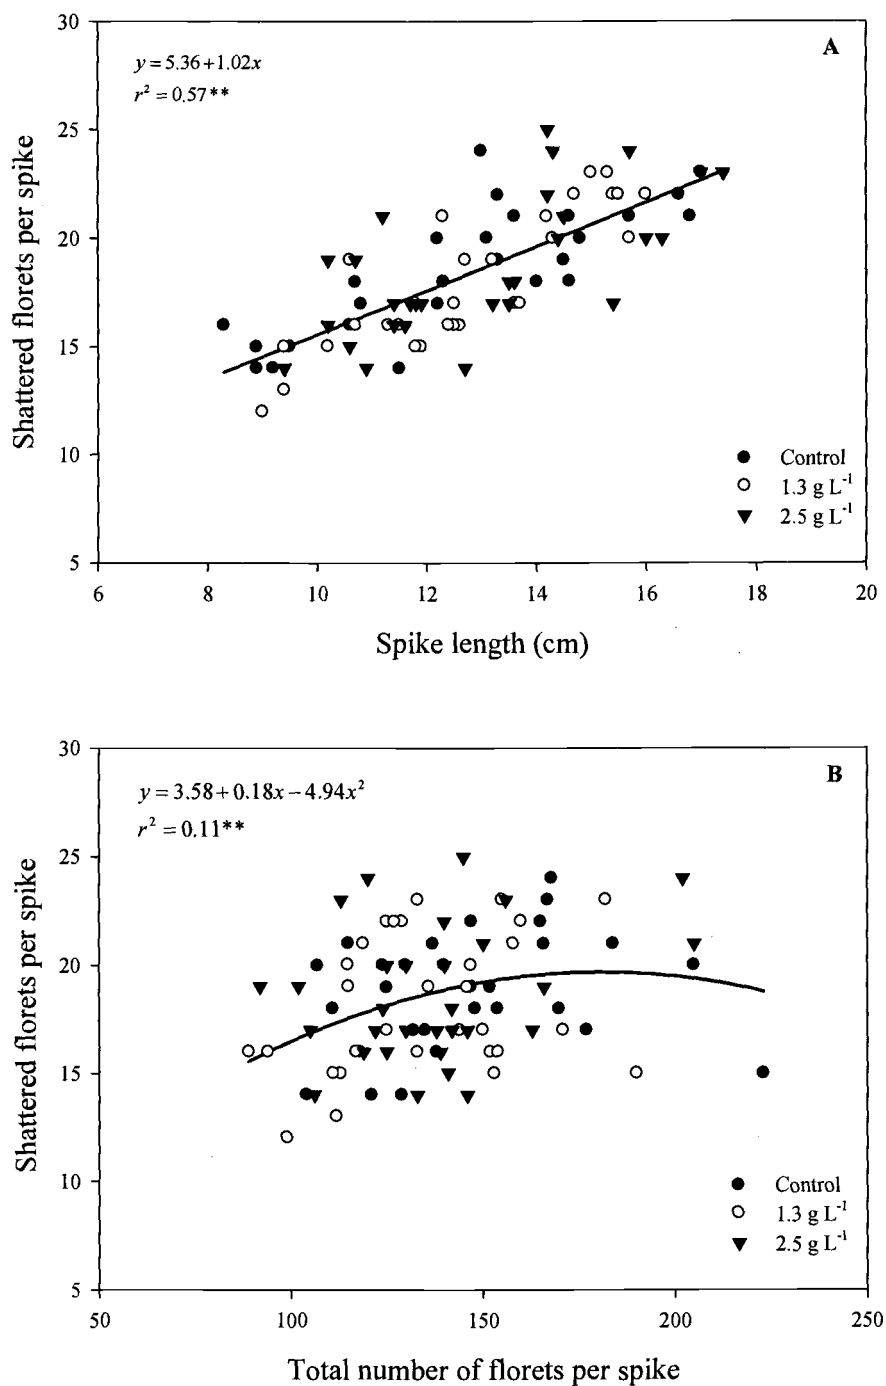 A
y = 5.36 + 1.02x
r² = 0.57**
30
25
20
15
10
5
Shattered florets per spike
Control
1.3 g L⁻¹
2.5 g L⁻¹
6 8 10 12 14 16 18 20
Spike length (cm)
B
y = 3.58 + 0.18x − 4.94x²
r² = 0.11**
30
25
20
15
10
5
Shattered florets per spike
Control
1.3 g L⁻¹
2.5 g L⁻¹
50 100 150 200 250
Total number of florets per spike